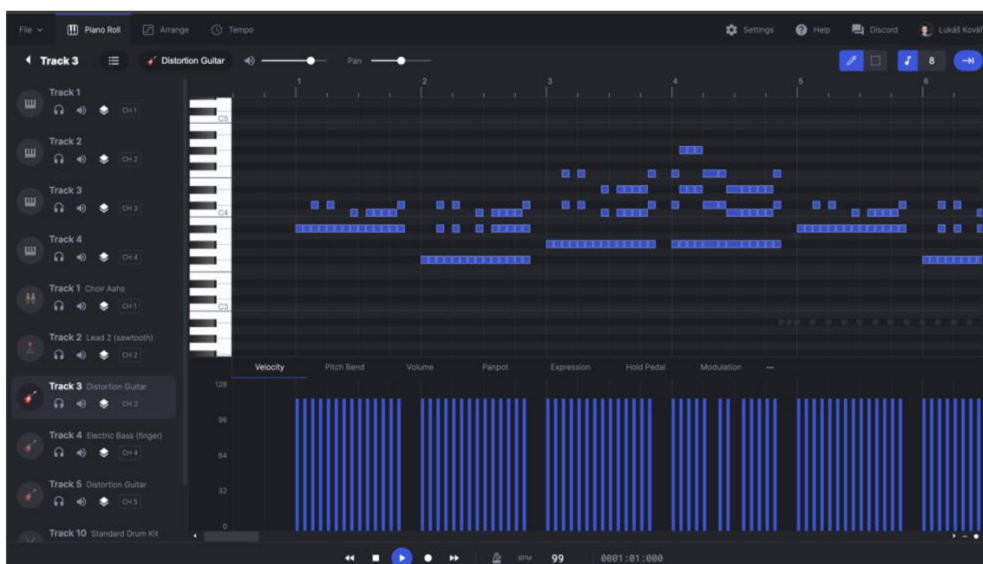 File
Piano Roll
Arrange
Tempo
Settings
Help
Discord
Lukáš Kovář
Track 3
Distortion Guitar
Pan
8
1 2 3 4 5 6
Track 1
CH 1
Track 2
CH 2
Track 3
CH 3
Track 4
CH 4
Track 1 Choir Aahs
CH 1
Track 2 Lead 2 (sawtooth)
CH 2
Track 3 Distortion Guitar
CH 3
Track 4 Electric Bass (finger)
CH 4
Track 5 Distortion Guitar
CH 5
Track 10 Standard Drum Kit
C5
C4
C3
Velocity
Pitch Bend
Volume
Panpot
Expression
Hold Pedal
Modulation
128
96
64
32
0
BPM
99
0001:01:000